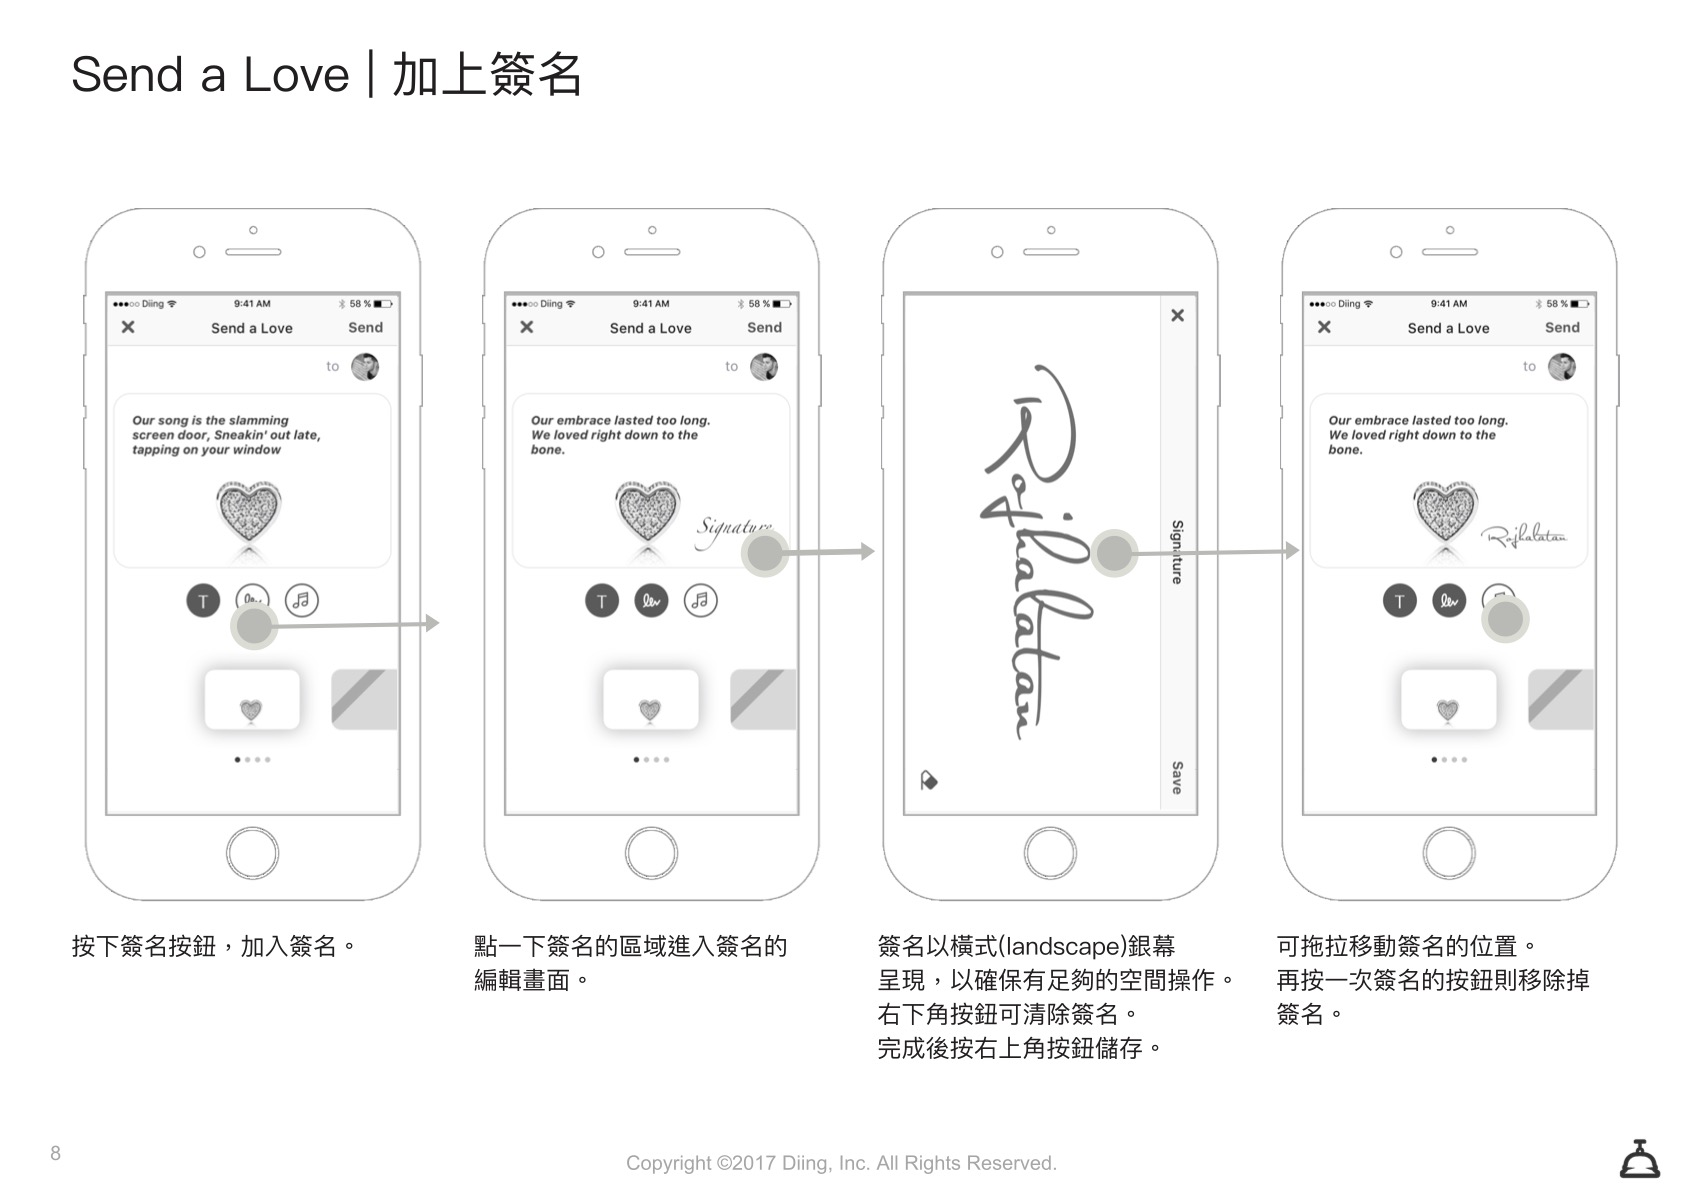 Send a Love | 加上簽名
●●●○○ Diing 9:41 AM 58 %
Send a Love Send
to
Our song is the slamming
screen door, Sneakin' out late,
tapping on your window
T
按下簽名按鈕，加入簽名。
●●●○○ Diing 9:41 AM 58 %
Send a Love Send
to
Our embrace lasted too long.
We loved right down to the
bone.
Signature
T
點一下簽名的區域進入簽名的
編輯畫面。
Signature
Save
Rajhalatan
簽名以橫式(landscape)銀幕
呈現，以確保有足夠的空間操作。
右下角按鈕可清除簽名。
完成後按右上角按鈕儲存。
●●●○○ Diing 9:41 AM 58 %
Send a Love Send
to
Our embrace lasted too long.
We loved right down to the
bone.
Rajhalatan
T
可拖拉移動簽名的位置。
再按一次簽名的按鈕則移除掉
簽名。
8
Copyright ©2017 Diing, Inc. All Rights Reserved.